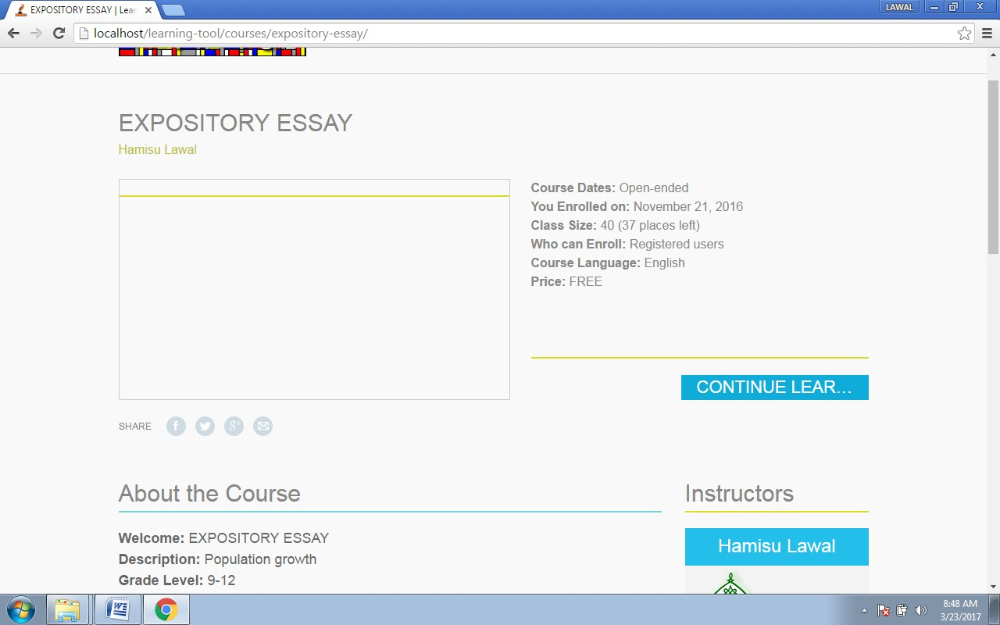 EXPOSITORY ESSAY | Lear
LAWAL
localhost/learning-tool/courses/expository-essay/
EXPOSITORY ESSAY
Hamisu Lawal
Course Dates: Open-ended
You Enrolled on: November 21, 2016
Class Size: 40 (37 places left)
Who can Enroll: Registered users
Course Language: English
Price: FREE
CONTINUE LEAR...
SHARE
About the Course
Instructors
Welcome: EXPOSITORY ESSAY
Description: Population growth
Grade Level: 9-12
Hamisu Lawal
8:48 AM
3/23/2017